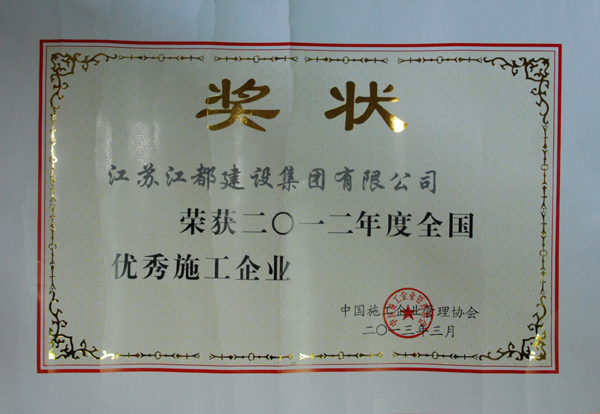 奖状
江苏江都建设集团有限公司
荣获二〇一二年度全国
优秀施工企业
中国施工企业管理协会
二〇一三年三月